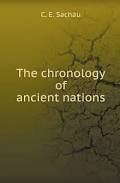 C. E. Sachau
The chronology
of
ancient nations